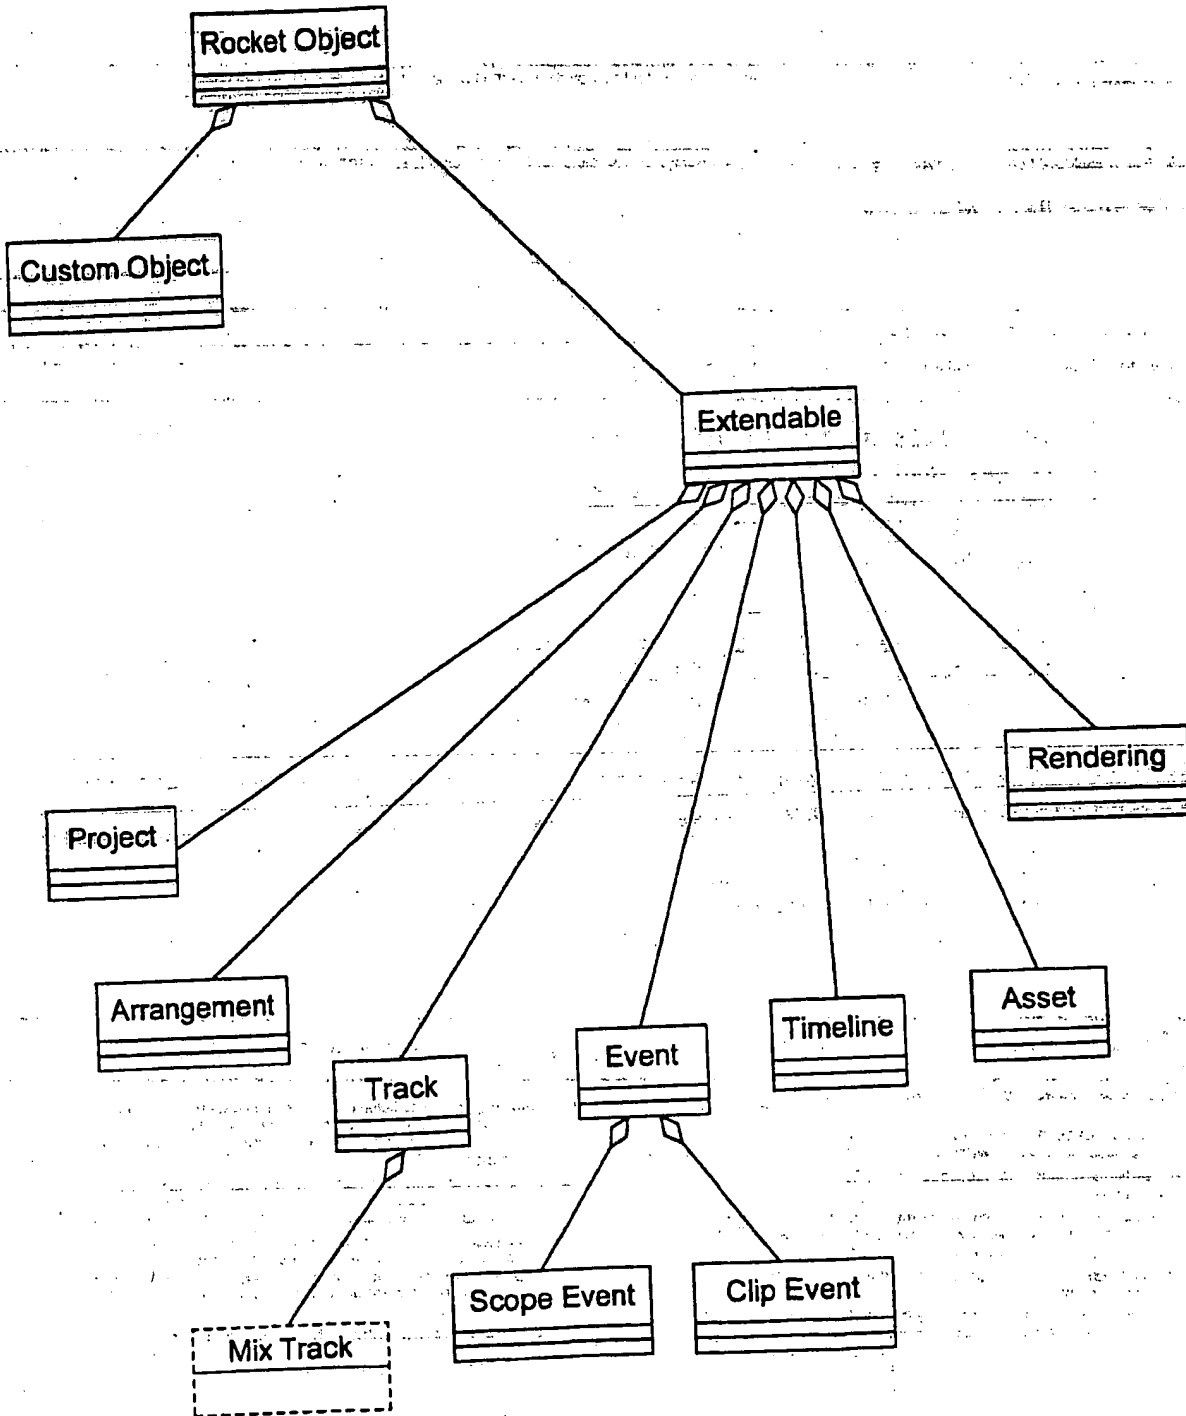 Rocket Object
Custom Object
Extendable
Rendering
Project
Arrangement
Asset
Timeline
Event
Track
Clip Event
Scope Event
Mix Track